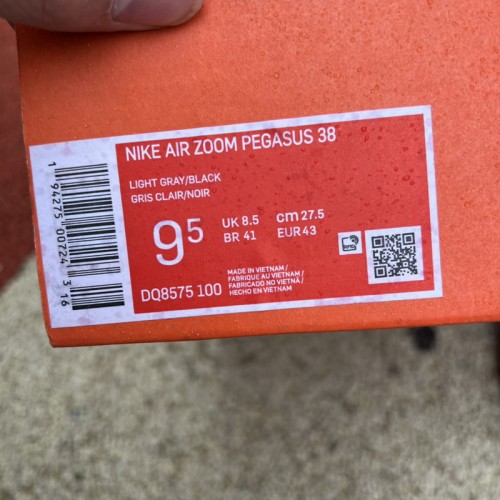 NIKE AIR ZOOM PEGASUS 38
LIGHT GRAY/BLACK
GRIS CLAIR/NOIR
9 5
UK 8.5 cm 27.5
BR 41 EUR 43
DQ8575 100
MADE IN VIETNAM /
FABRIQUE AU VIETNAM /
FABRICADO NO VIETNÃ /
HECHO EN VIETNAM
1 94275 00724 3 16